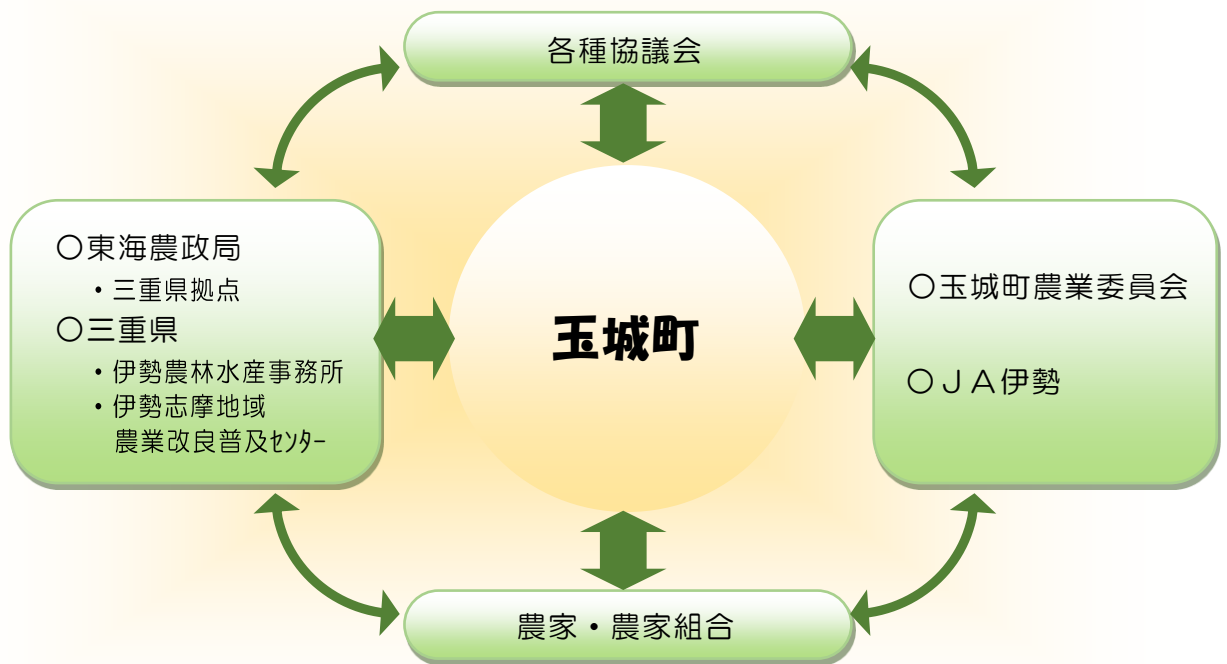 各種協議会
〇東海農政局
・三重県拠点
〇三重県
・伊勢農林水産事務所
・伊勢志摩地域
農業改良普及ｾﾝﾀｰ
玉城町
〇玉城町農業委員会
〇ＪＡ伊勢
農家・農家組合